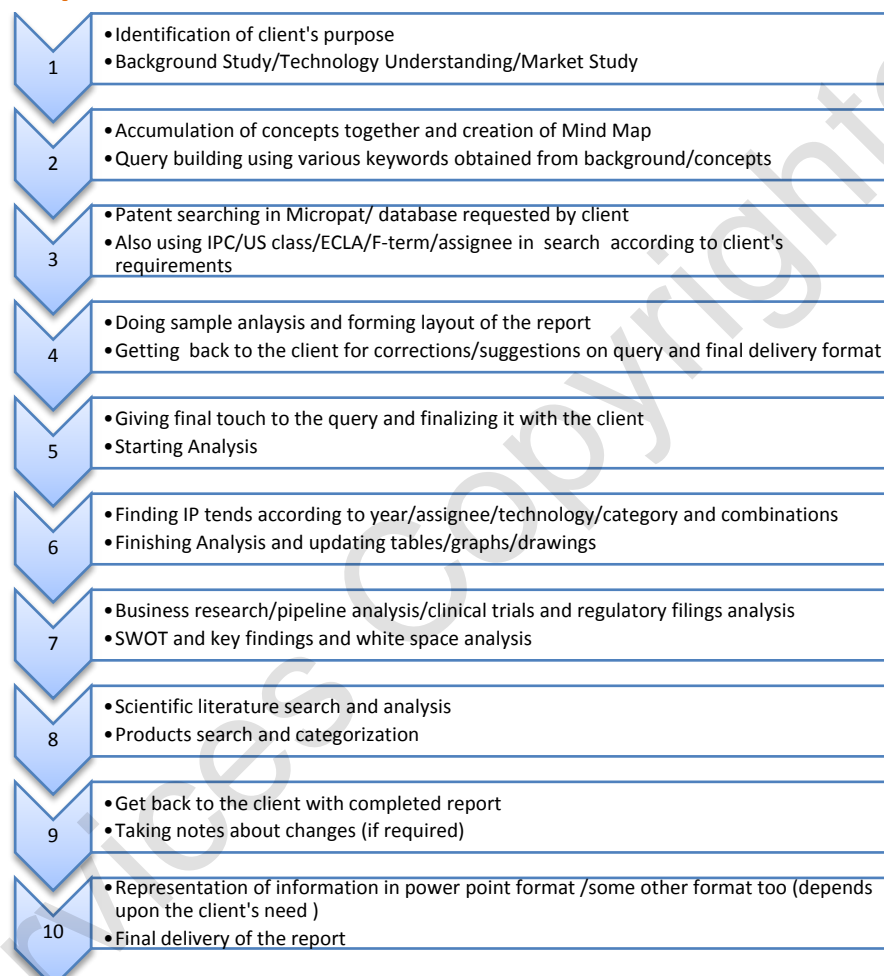 1
•Identification of client's purpose
•Background Study/Technology Understanding/Market Study
2
•Accumulation of concepts together and creation of Mind Map
•Query building using various keywords obtained from background/concepts
3
•Patent searching in Micropat/ database requested by client
•Also using IPC/US class/ECLA/F-term/assignee in search according to client's
requirements
4
•Doing sample anlaysis and forming layout of the report
•Getting back to the client for corrections/suggestions on query and final delivery format
5
•Giving final touch to the query and finalizing it with the client
•Starting Analysis
6
•Finding IP tends according to year/assignee/technology/category and combinations
•Finishing Analysis and updating tables/graphs/drawings
7
•Business research/pipeline analysis/clinical trials and regulatory filings analysis
•SWOT and key findings and white space analysis
8
•Scientific literature search and analysis
•Products search and categorization
9
•Get back to the client with completed report
•Taking notes about changes (if required)
10
•Representation of information in power point format /some other format too (depends
upon the client's need )
•Final delivery of the report